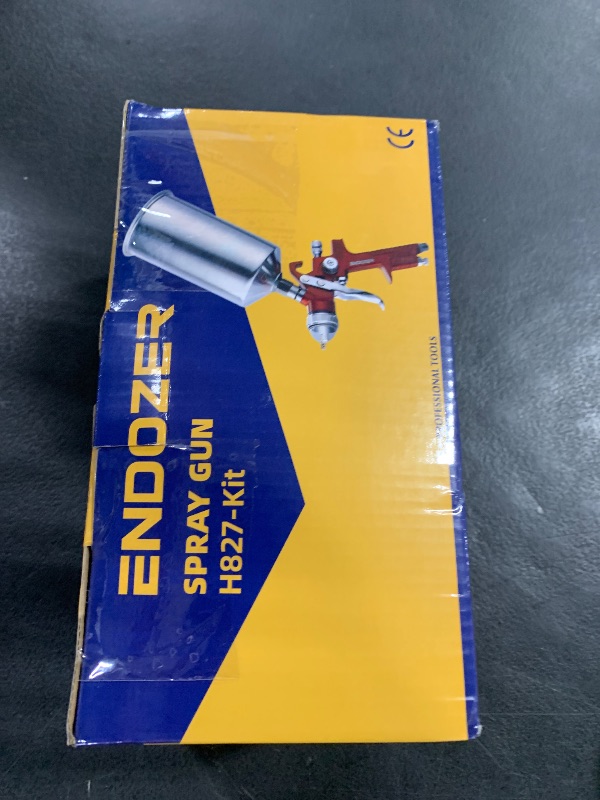 ENDOZER
SPRAY GUN
H827-Kit
CE
PROFESSIONAL TOOLS